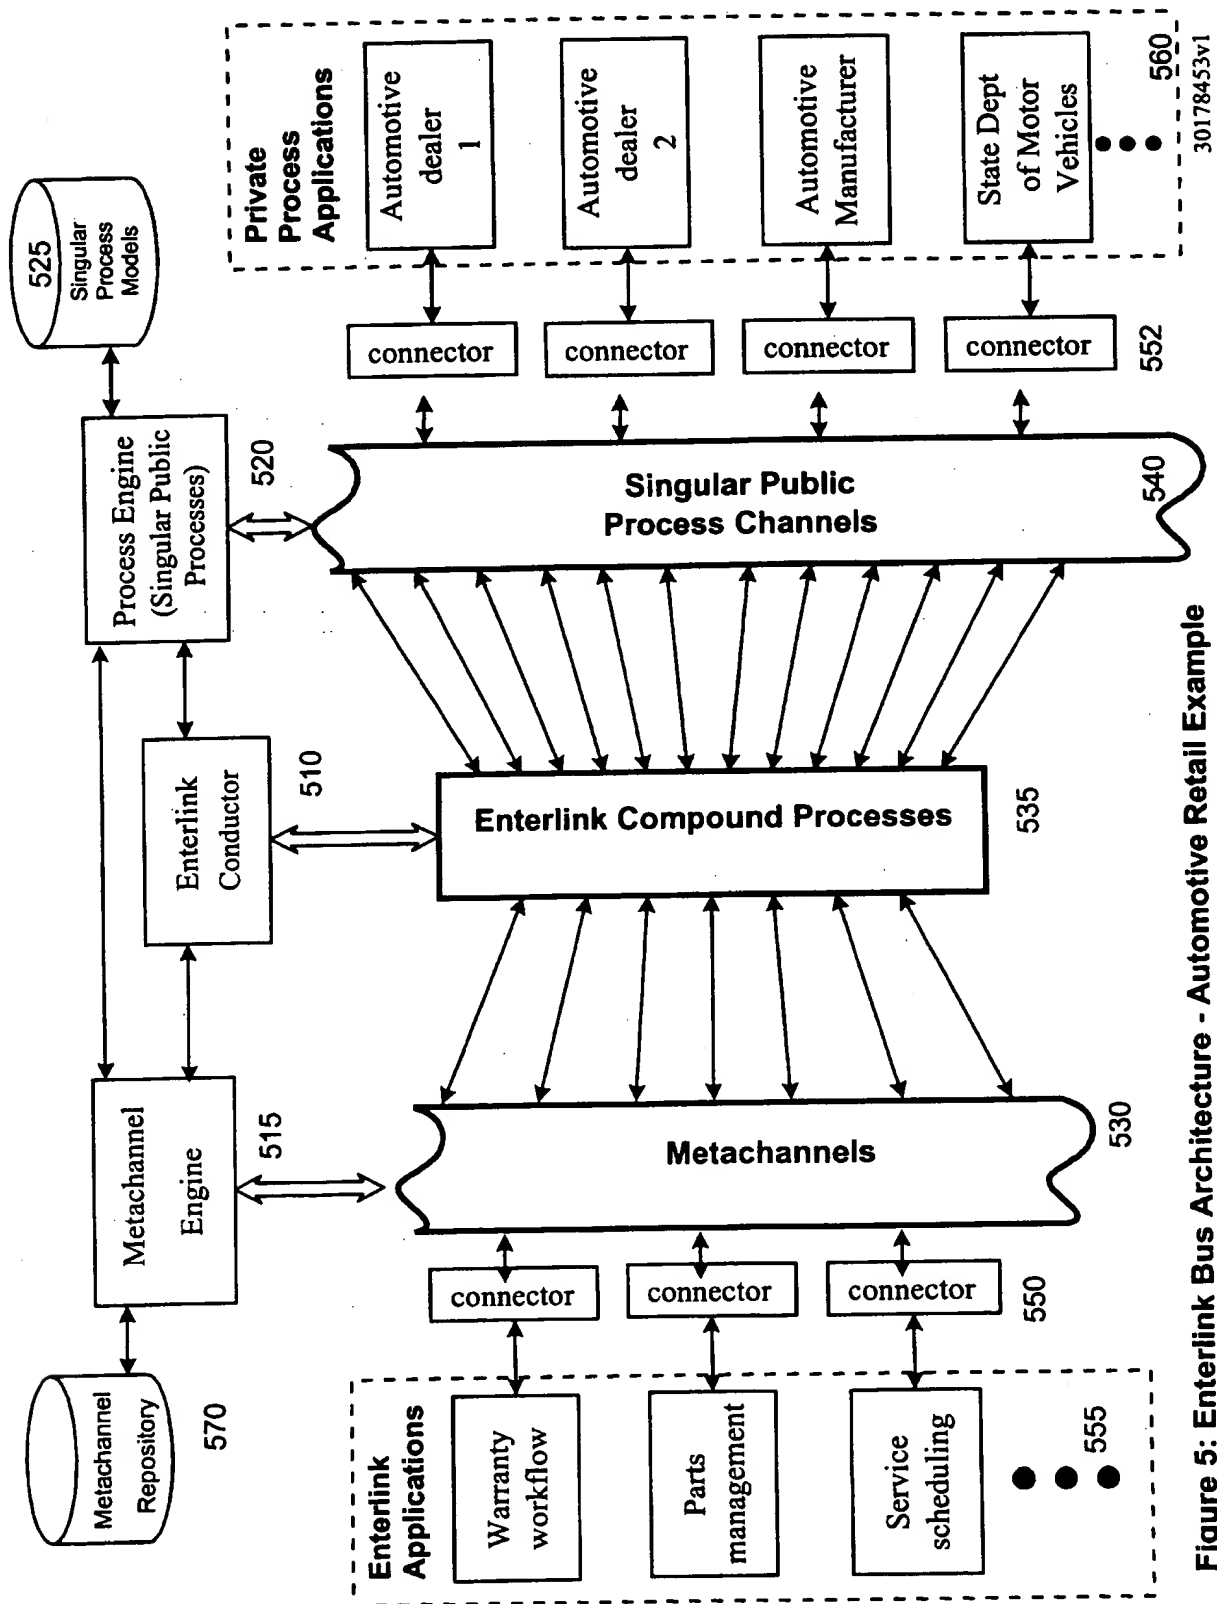 Metachannel
Repository
570
Metachannel
Engine
515
Enterlink
Conductor
510
Process Engine
(Singular Public
Processes)
520
525
Singular
Process
Models
Enterlink
Applications
Warranty
workflow
Parts
management
Service
scheduling
555
connector
connector
connector
550
Metachannels
530
Enterlink Compound Processes
535
Singular Public
Process Channels
540
connector
connector
connector
connector
552
Private
Process
Applications
Automotive
dealer
1
Automotive
dealer
2
Automotive
Manufacturer
State Dept
of Motor
Vehicles
560
Figure 5: Enterlink Bus Architecture - Automotive Retail Example
30178453v1